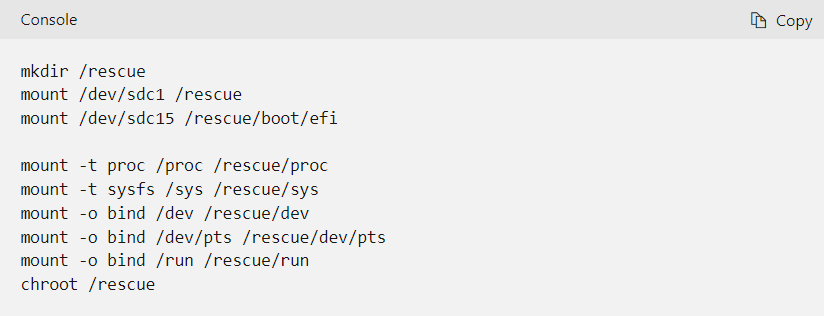 Console
Copy
mkdir /rescue
mount /dev/sdc1 /rescue
mount /dev/sdc15 /rescue/boot/efi
mount -t proc /proc /rescue/proc
mount -t sysfs /sys /rescue/sys
mount -o bind /dev /rescue/dev
mount -o bind /dev/pts /rescue/dev/pts
mount -o bind /run /rescue/run
chroot /rescue